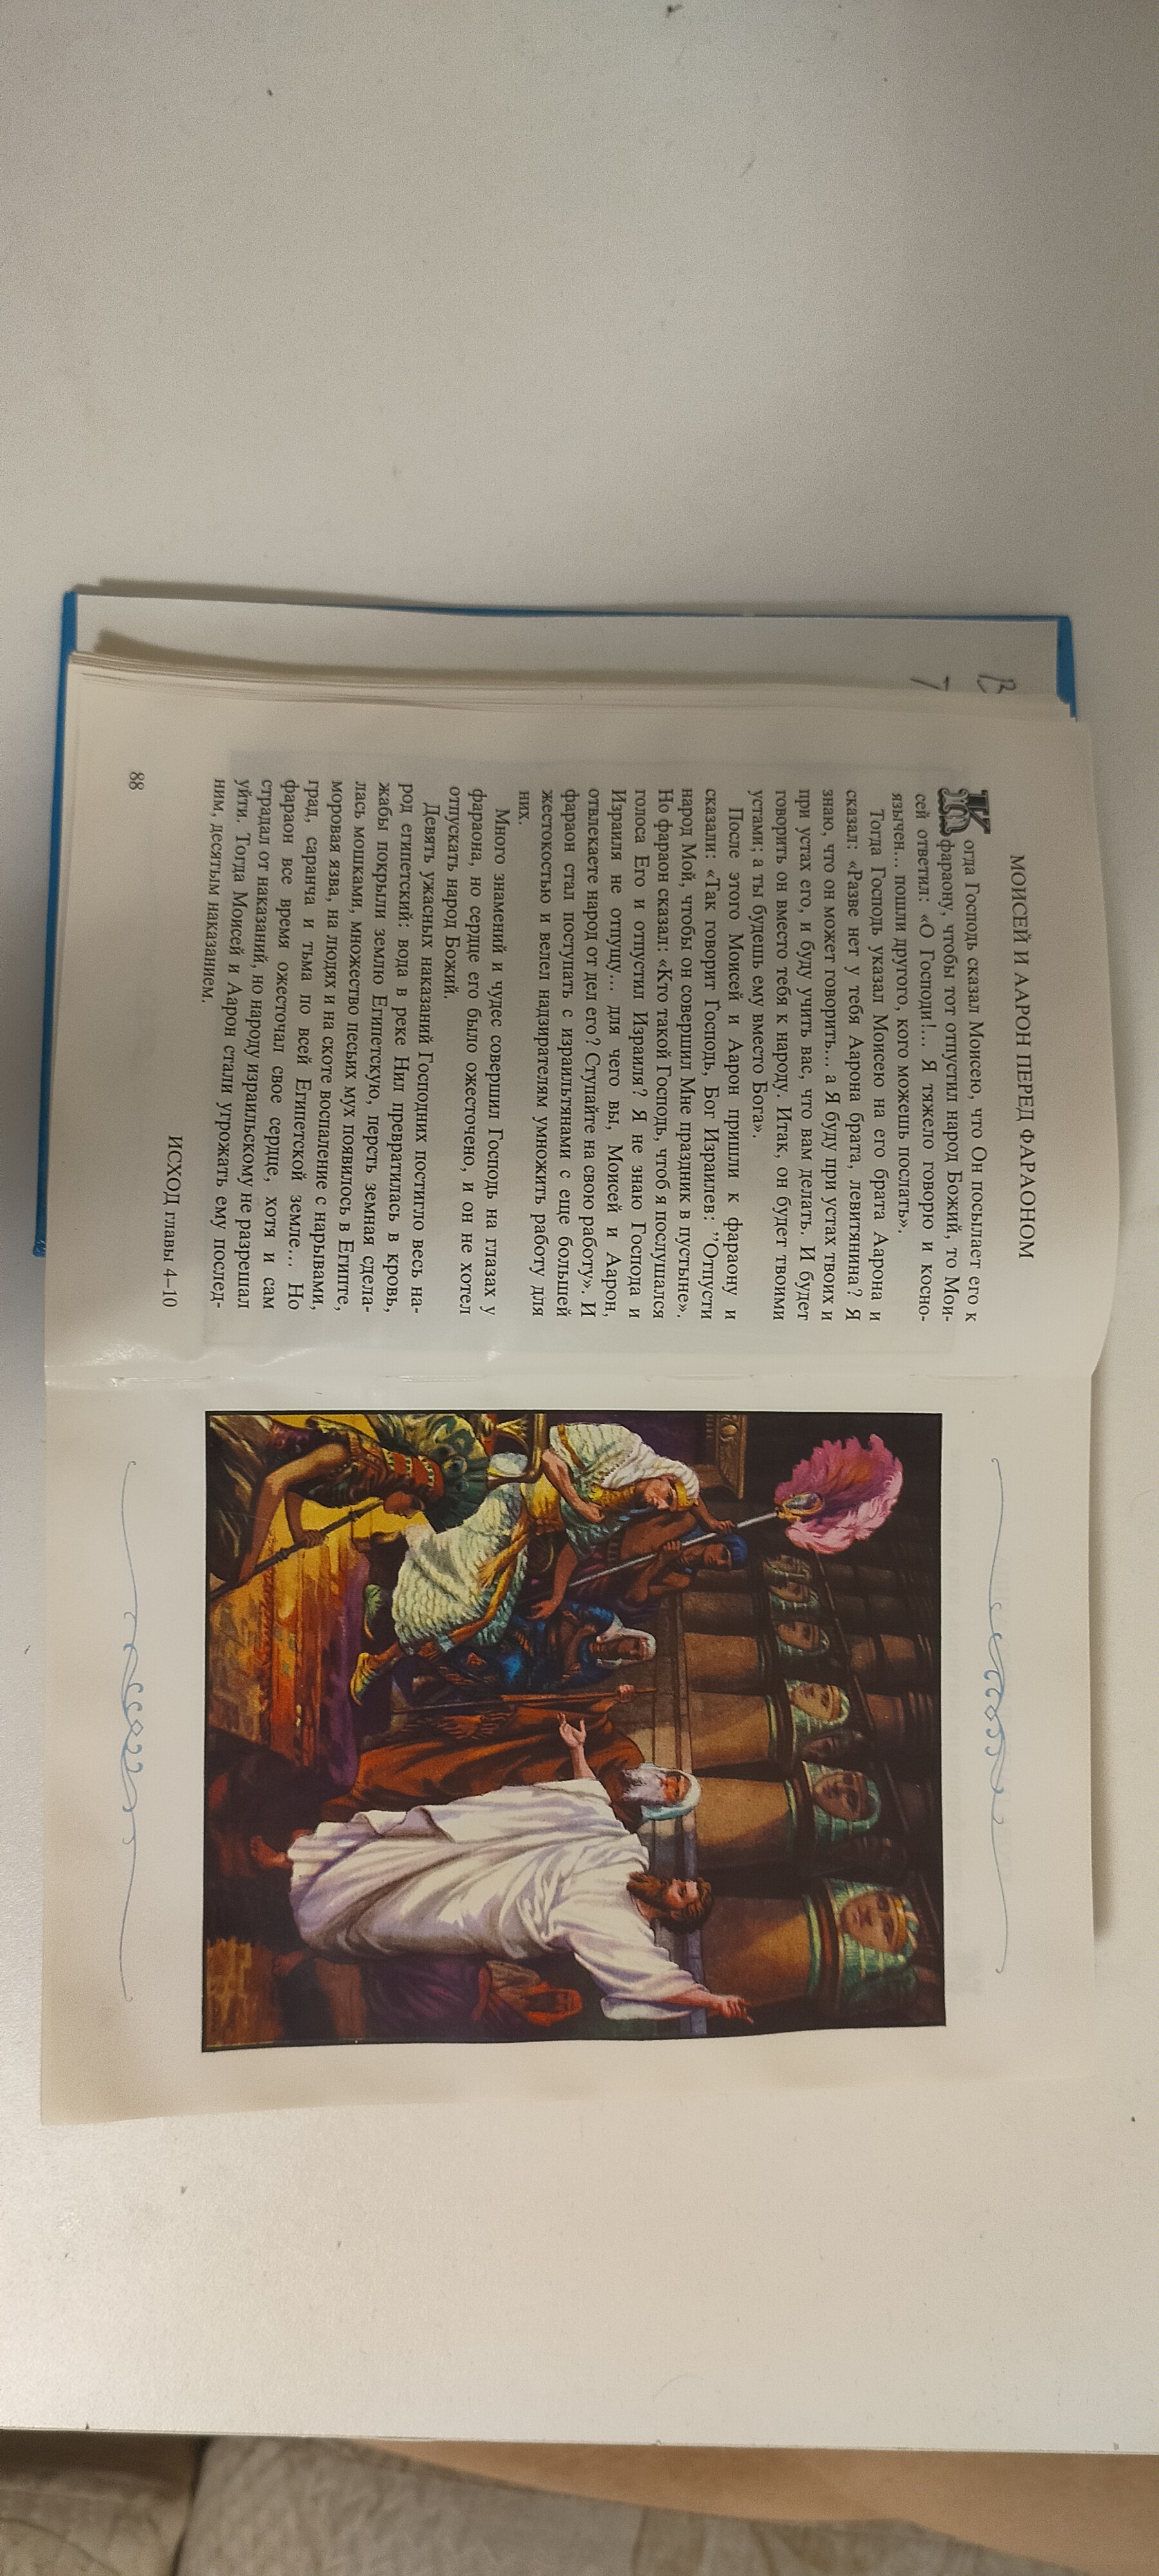 МОИСЕЙ И ААРОН ПЕРЕД ФАРАОНОМ
Когда Господь сказал Моисею, что Он посылает его к
фараону, чтобы тот отпустил народ Божий, то Мои-
сей ответил: «О Господи!... Я тяжело говорю и косно-
язычен... пошли другого, кого можешь послать».
Тогда Господь указал Моисею на его брата Аарона и
сказал: «Разве нет у тебя Аарона брата, левитянина? Я
знаю, что он может говорить... а Я буду при устах твоих и
при устах его, и буду учить вас, что вам делать. И будет
говорить он вместо тебя к народу. Итак, он будет твоими
устами; а ты будешь ему вместо Бога».
После этого Моисей и Аарон пришли к фараону и
сказали: «Так говорит Господь, Бог Израилев: ”Отпусти
народ Мой, чтобы он совершил Мне праздник в пустыне».
Но фараон сказал: «Кто такой Господь, чтоб я послушался
голоса Его и отпустил Израиля? Я не знаю Господа и
Израиля не отпущу... для чего вы, Моисей и Аарон,
отвлекаете народ от дел его? Ступайте на свою работу». И
фараон стал поступать с израильтянами с еще большей
жестокостью и велел надзирателям умножить работу для
них.
Много знамений и чудес совершил Господь на глазах у
фараона, но сердце его было ожесточено, и он не хотел
отпускать народ Божий.
Девять ужасных наказаний Господних постигло весь на-
род египетский: вода в реке Нил превратилась в кровь,
жабы покрыли землю Египетскую, персть земная сдела-
лась мошками, множество песьих мух появилось в Египте,
моровая язва, на людях и на скоте воспаление с нарывами,
град, саранча и тьма по всей Египетской земле... Но
фараон все время ожесточал свое сердце, хотя и сам
страдал от наказаний, но народу израильскому не разрешал
уйти. Тогда Моисей и Аарон стали угрожать ему послед-
ним, десятым наказанием.
ИСХОД главы 4–10
88